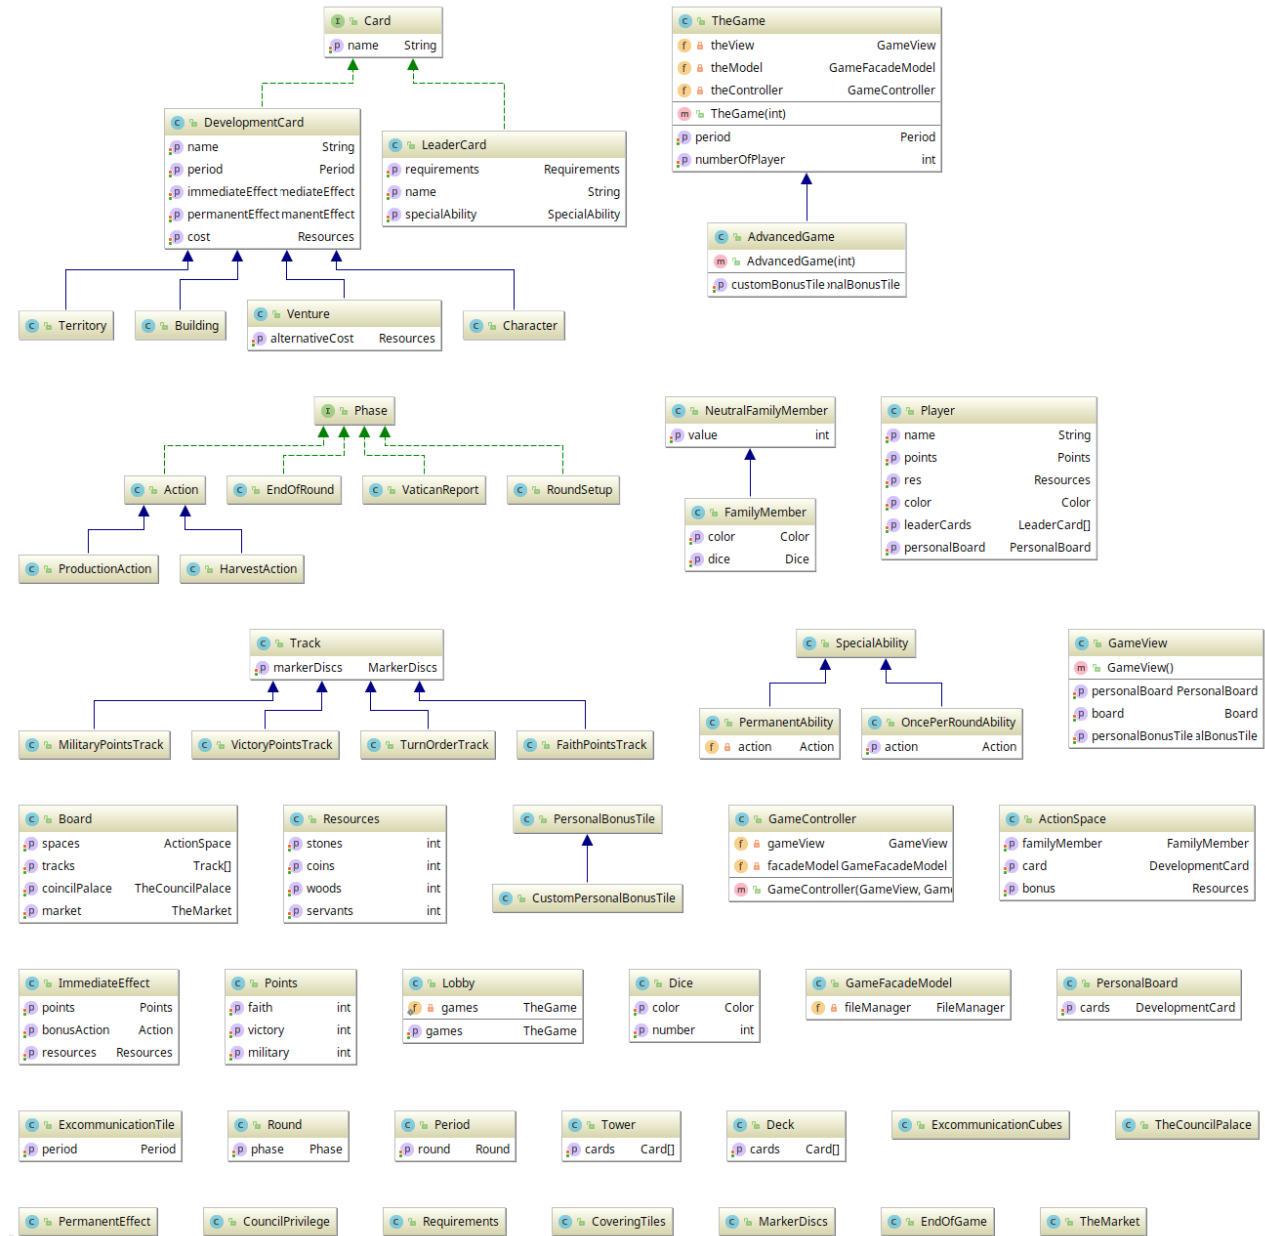 Card
name String
TheGame
theView GameView
theModel GameFacadeModel
theController GameController
TheGame(int)
period Period
numberOfPlayer int
DevelopmentCard
name String
period Period
immediateEffect mediateEffect
permanentEffect manentEffect
cost Resources
LeaderCard
requirements Requirements
name String
specialAbility SpecialAbility
AdvancedGame
AdvancedGame(int)
customBonusTile nalBonusTile
Territory
Building
Venture
alternativeCost Resources
Character
Phase
Action
EndOfRound
VaticanReport
RoundSetup
ProductionAction
HarvestAction
NeutralFamilyMember
value int
FamilyMember
color Color
dice Dice
Player
name String
points Points
res Resources
color Color
leaderCards LeaderCard[]
personalBoard PersonalBoard
Track
markerDiscs MarkerDiscs
MilitaryPointsTrack
VictoryPointsTrack
TurnOrderTrack
FaithPointsTrack
SpecialAbility
PermanentAbility
action Action
OncePerRoundAbility
action Action
GameView
GameView()
personalBoard PersonalBoard
board Board
personalBonusTile alBonusTile
Board
spaces ActionSpace
tracks Track[]
coincilPalace TheCouncilPalace
market TheMarket
Resources
stones int
coins int
woods int
servants int
PersonalBonusTile
CustomPersonalBonusTile
GameController
gameView GameView
facadeModel GameFacadeModel
GameController(GameView, Game
ActionSpace
familyMember FamilyMember
card DevelopmentCard
bonus Resources
ImmediateEffect
points Points
bonusAction Action
resources Resources
Points
faith int
victory int
military int
Lobby
games TheGame
games TheGame
Dice
color Color
number int
GameFacadeModel
fileManager FileManager
PersonalBoard
cards DevelopmentCard
ExcommunicationTile
period Period
Round
phase Phase
Period
round Round
Tower
cards Card[]
Deck
cards Card[]
ExcommunicationCubes
TheCouncilPalace
PermanentEffect
CouncilPrivilege
Requirements
CoveringTiles
MarkerDiscs
EndOfGame
TheMarket